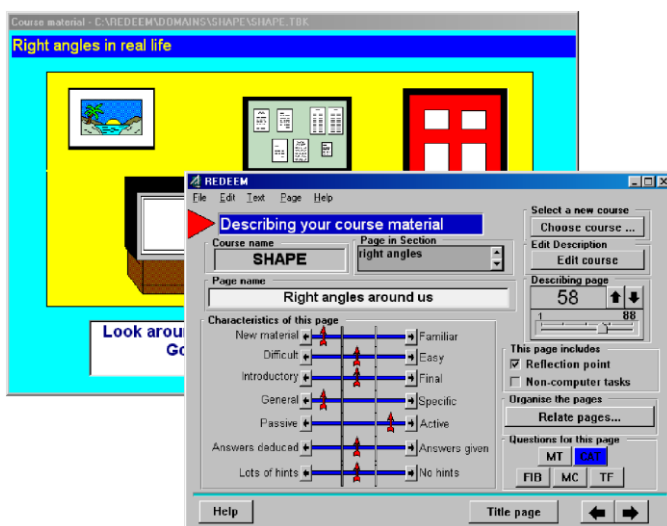 Course material - C:\REDEEM\DOMAINS\SHAPE\SHAPE.TBK
Right angles in real life
Look arou
Go
REDEEM
File Edit Text Page Help
Describing your course material
Course name
SHAPE
Page in Section
right angles
Page name
Right angles around us
Characteristics of this page
New material Familiar
Difficult Easy
Introductory Final
General Specific
Passive Active
Answers deduced Answers given
Lots of hints No hints
Select a new course
Choose course ...
Edit Description
Edit course
Describing page
58
1 88
This page includes
Reflection point
Non-computer tasks
Organise the pages
Relate pages...
Questions for this page
MT CAT
FIB MC TF
Help
Title page